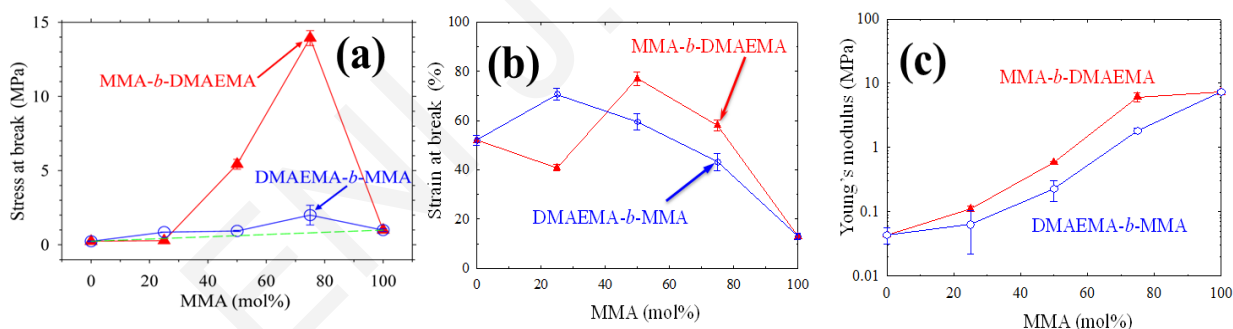 (a)
Stress at break (MPa)
15
10
5
0
MMA-b-DMAEMA
DMAEMA-b-MMA
0 20 40 60 80 100
MMA (mol%)
(b)
Strain at break (%)
100
80
60
40
20
0
MMA-b-DMAEMA
DMAEMA-b-MMA
0 20 40 60 80 100
MMA (mol%)
(c)
Young's modulus (MPa)
100
10
1
0.1
0.01
MMA-b-DMAEMA
DMAEMA-b-MMA
0 20 40 60 80 100
MMA (mol%)